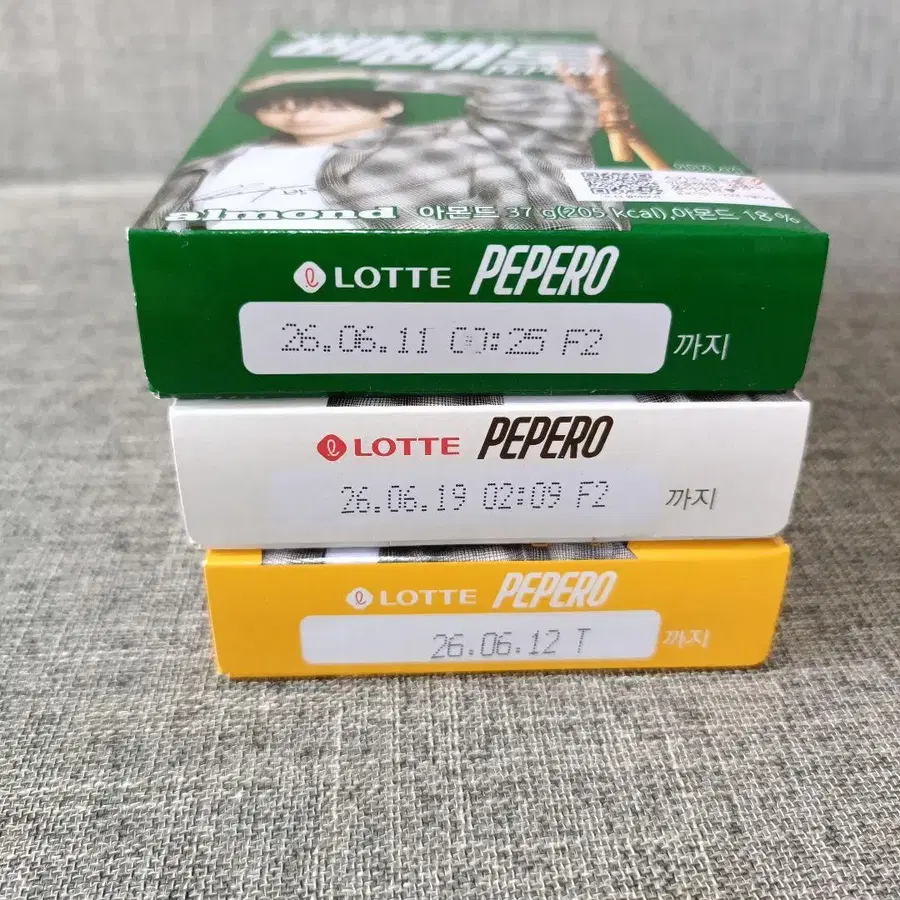 almond 아몬드 37 g(205 kcal), 아몬드 18%
LOTTE PEPERO
26.06.11 00:25 F2 까지
LOTTE PEPERO
26.06.19 02:09 F2 까지
LOTTE PEPERO
26.06.12 T 까지